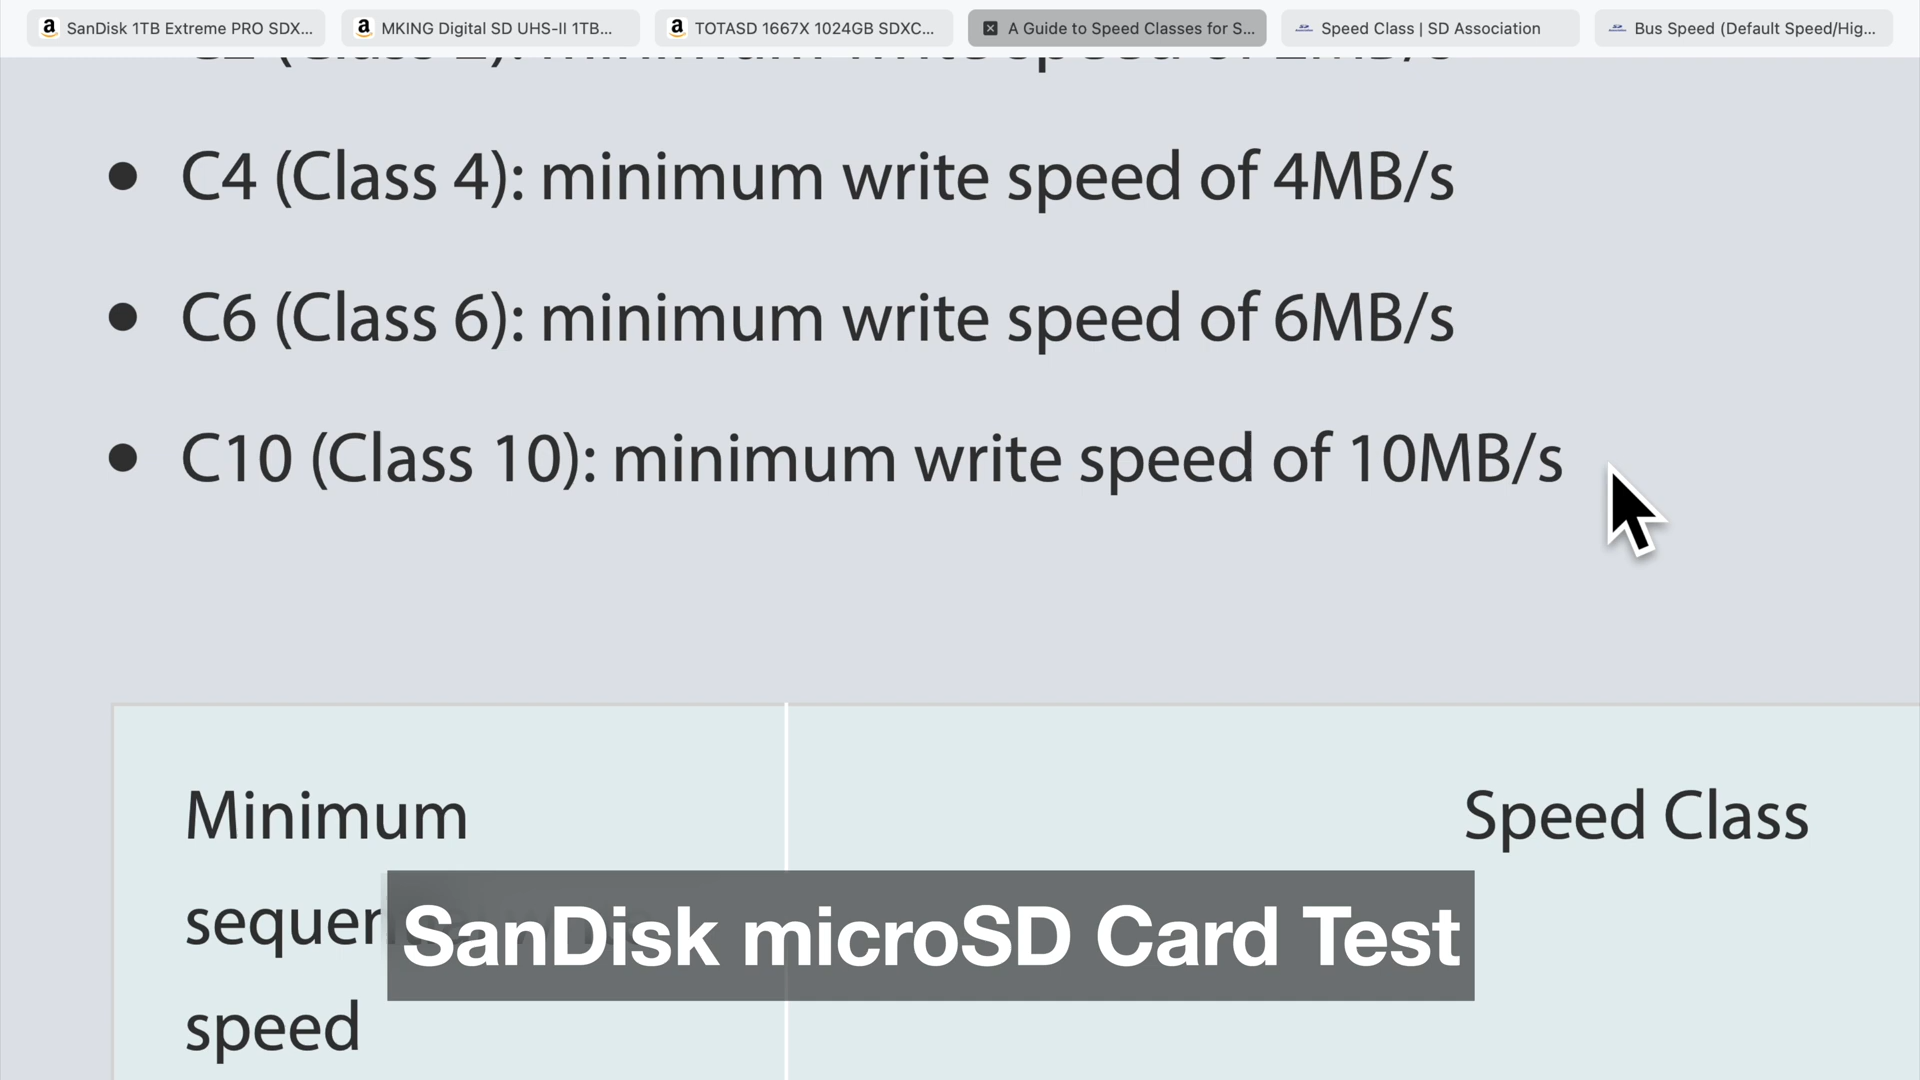 SanDisk 1TB Extreme PRO SDX...
MKING Digital SD UHS-II 1TB...
TOTASD 1667X 1024GB SDXC...
A Guide to Speed Classes for S...
Speed Class | SD Association
Bus Speed (Default Speed/Hig...
• C4 (Class 4): minimum write speed of 4MB/s
• C6 (Class 6): minimum write speed of 6MB/s
• C10 (Class 10): minimum write speed of 10MB/s
Minimum
Speed Class
speed
SanDisk microSD Card Test